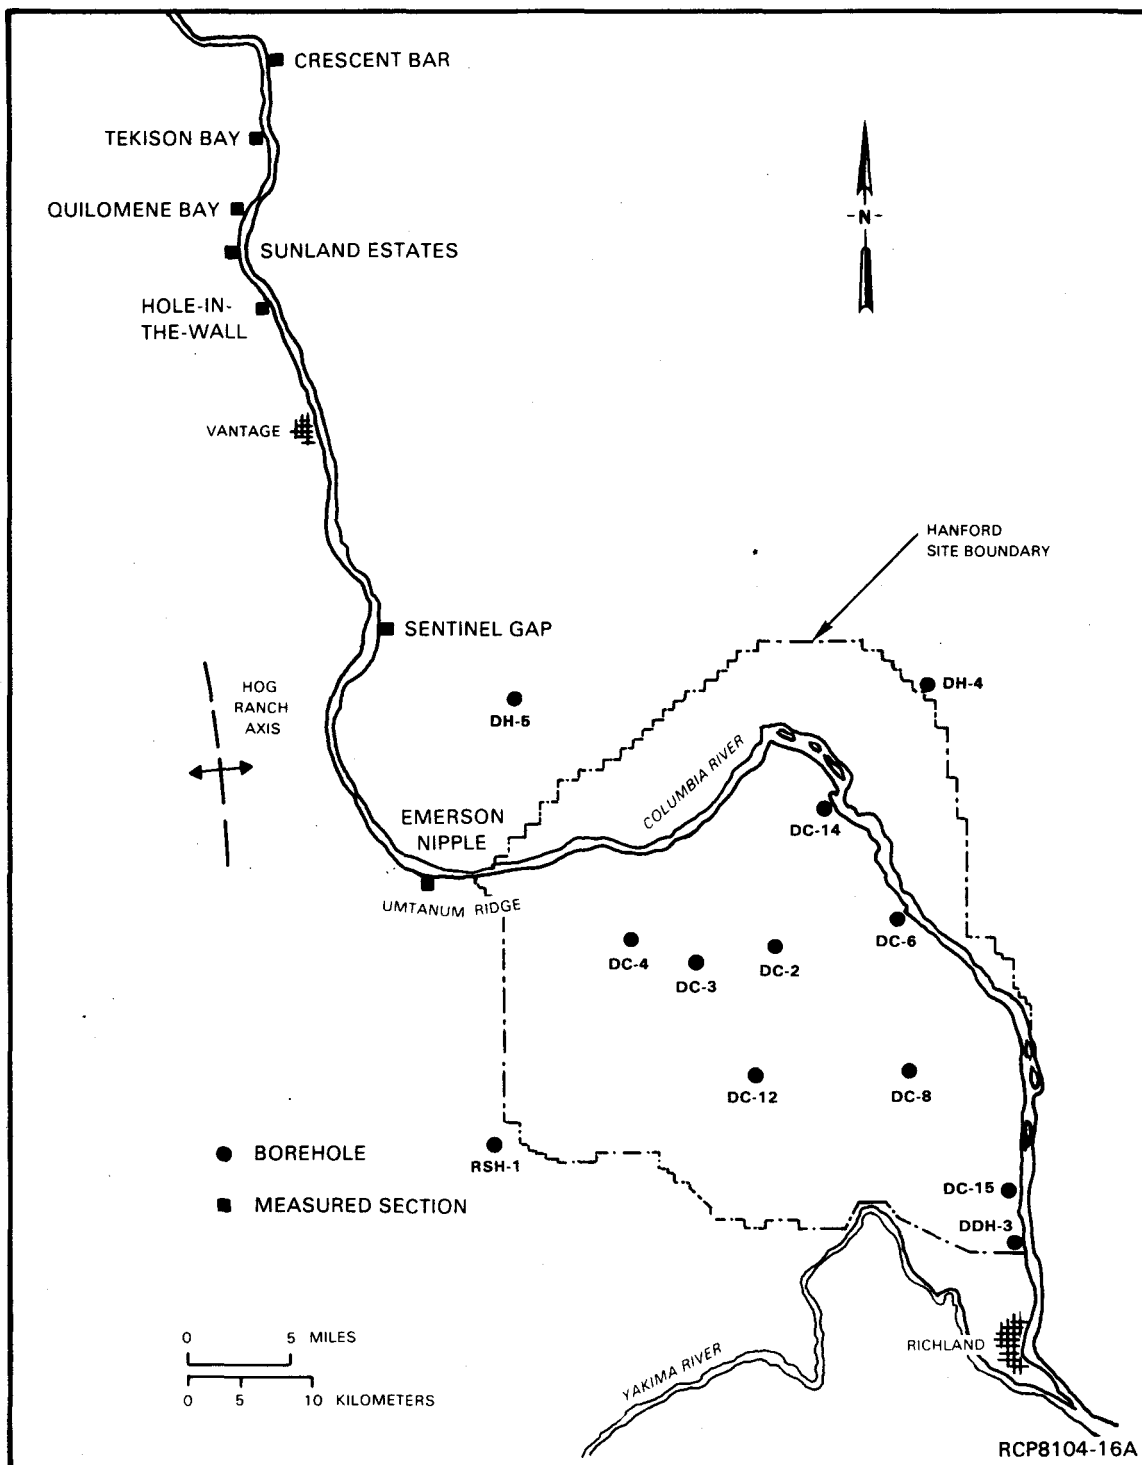 CRESCENT BAR
TEKISON BAY
QUILOMENE BAY
SUNLAND ESTATES
HOLE-IN-
THE-WALL
VANTAGE
-N-
HANFORD
SITE BOUNDARY
SENTINEL GAP
HOG
RANCH
AXIS
DH-5
DH-4
COLUMBIA RIVER
EMERSON
NIPPLE
DC-14
UMTANUM RIDGE
DC-6
DC-4
DC-3
DC-2
DC-12
DC-8
BOREHOLE
RSH-1
MEASURED SECTION
DC-15
DDH-3
0 5 MILES
0 5 10 KILOMETERS
RICHLAND
YAKIMA RIVER
RCP8104-16A